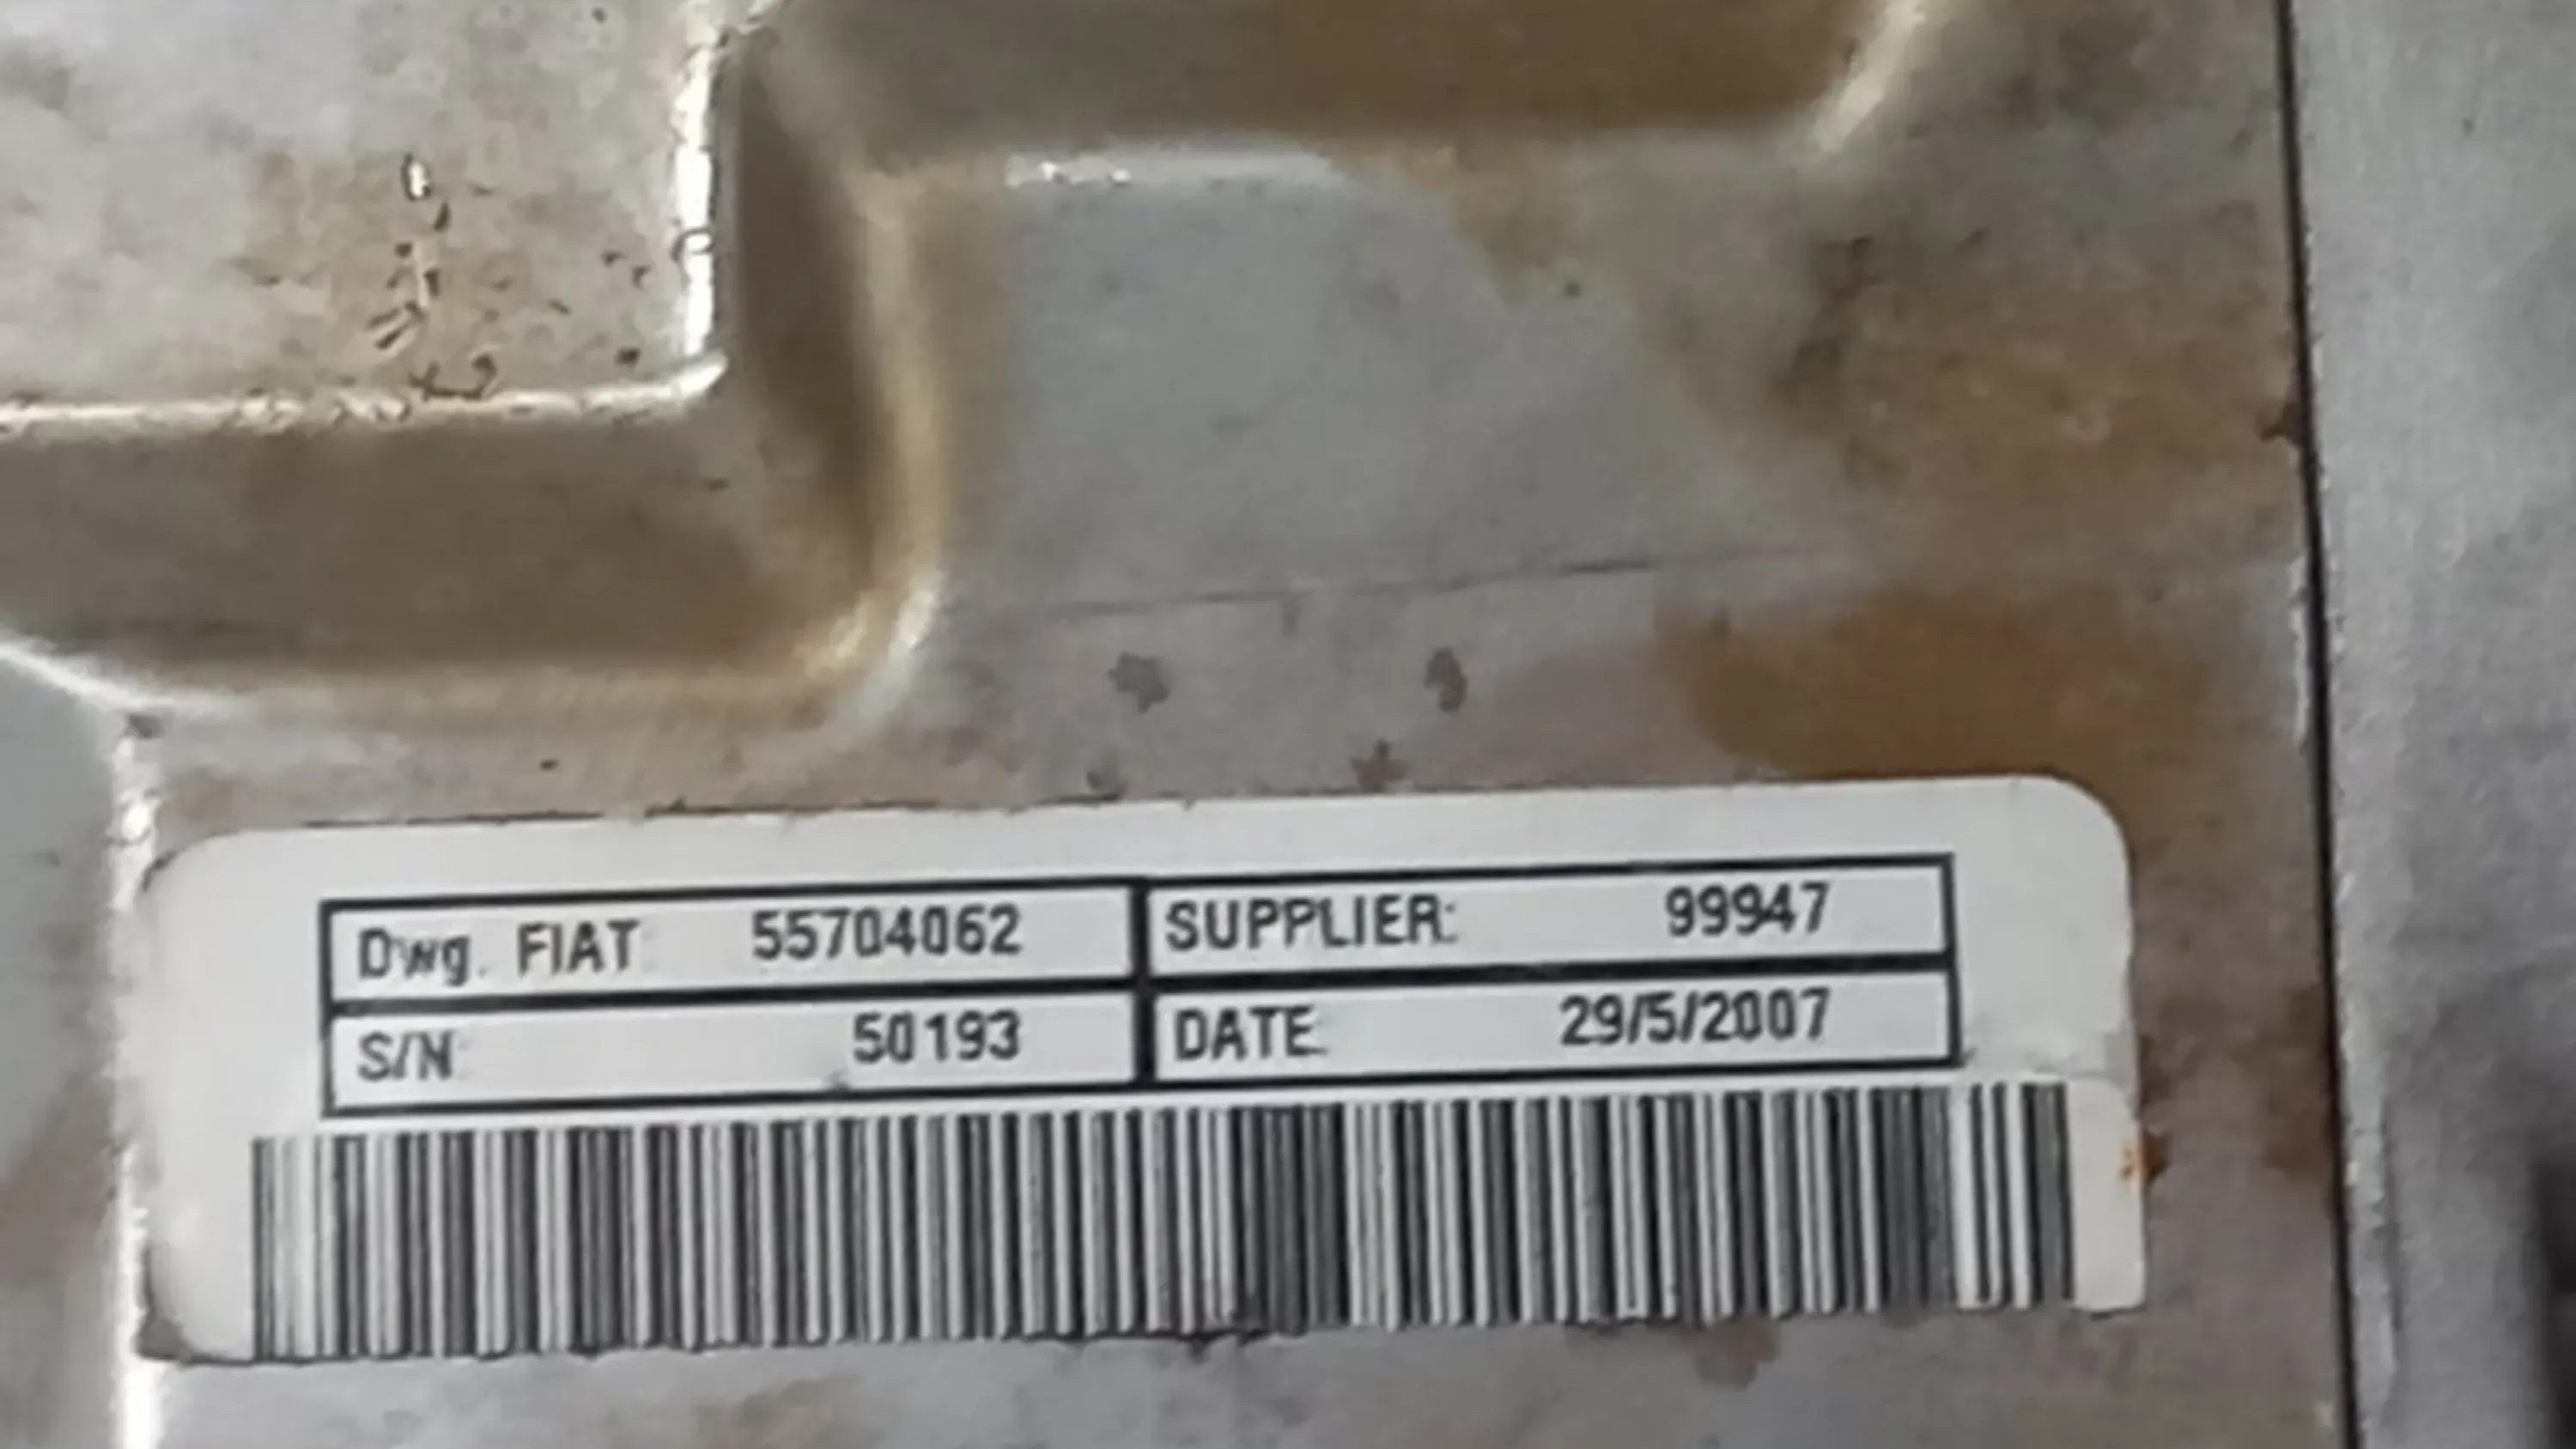 Dwg. FIAT: 55704062 SUPPLIER: 99947
S/N: 50193 DATE: 29/5/2007